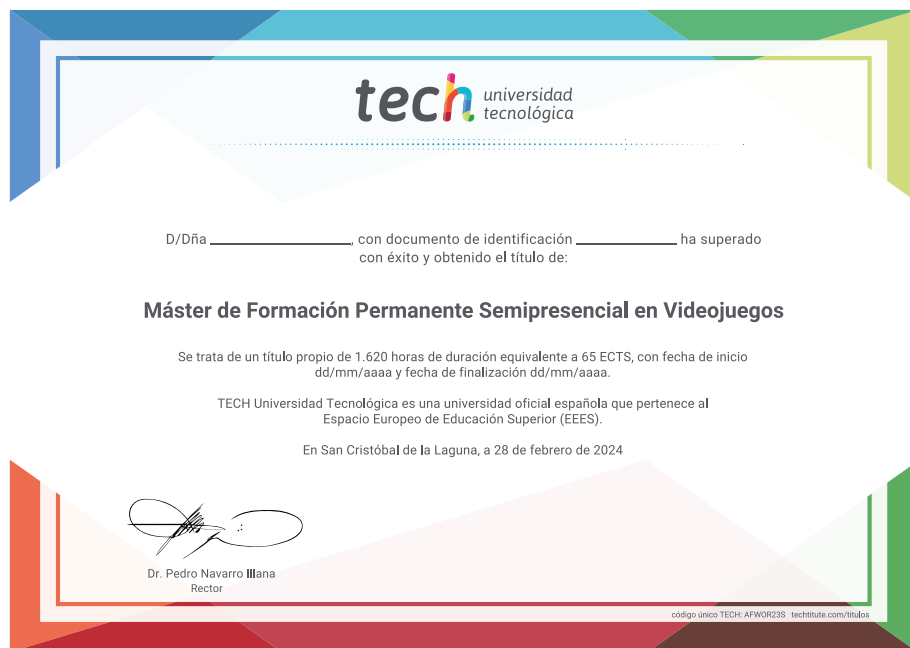 tech universidad
tecnológica
D/Dña ____________, con documento de identificación ____________ ha superado
con éxito y obtenido el título de:
Máster de Formación Permanente Semipresencial en Videojuegos
Se trata de un título propio de 1.620 horas de duración equivalente a 65 ECTS, con fecha de inicio
dd/mm/aaaa y fecha de finalización dd/mm/aaaa.
TECH Universidad Tecnológica es una universidad oficial española que pertenece al
Espacio Europeo de Educación Superior (EEES).
En San Cristóbal de la Laguna, a 28 de febrero de 2024
Dr. Pedro Navarro Illana
Rector
código único TECH: AFWOR23S techtitute.com/titulos